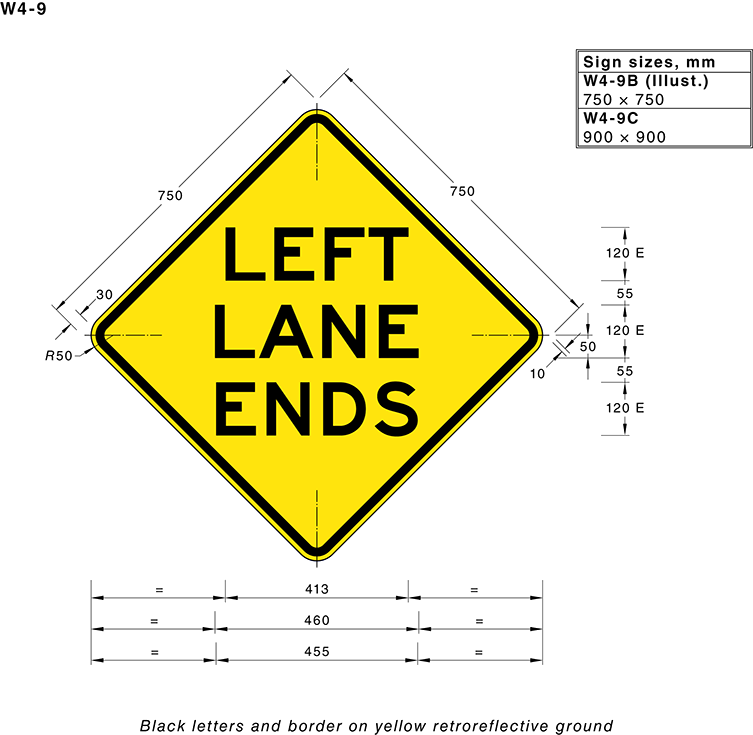 W4-9
Sign sizes, mm
W4-9B (Illust.)
750 × 750
W4-9C
900 × 900
750
750
30
R50
LEFT
LANE
ENDS
120 E
55
120 E
50
10
55
120 E
= 413 =
= 460 =
= 455 =
Black letters and border on yellow retroreflective ground